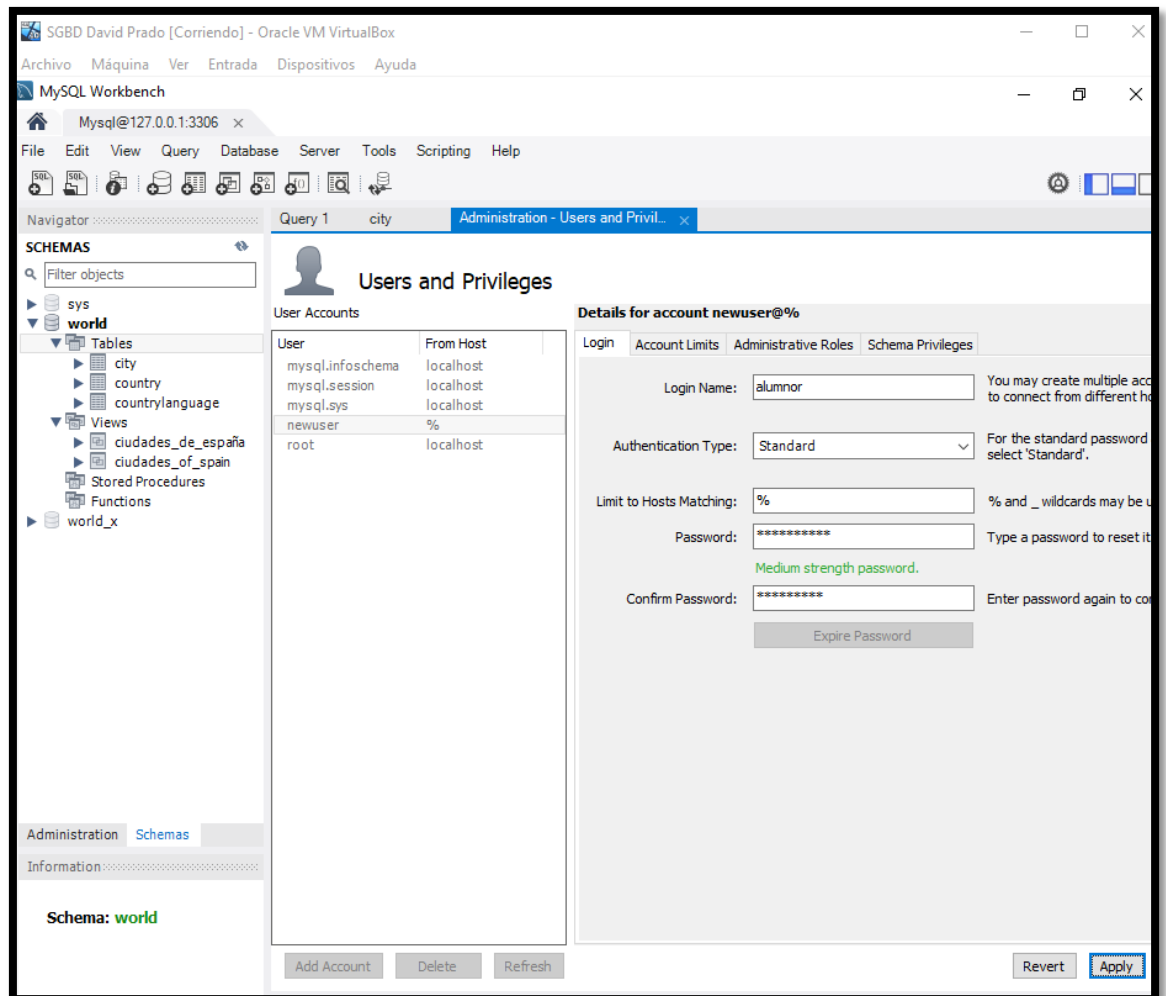 SGBD David Prado [Corriendo] - Oracle VM VirtualBox
Archivo Máquina Ver Entrada Dispositivos Ayuda
MySQL Workbench
Mysql@127.0.0.1:3306 ×
File Edit View Query Database Server Tools Scripting Help
SQL SQL
Navigator
Query 1 city Administration - Users and Privil... ×
SCHEMAS
Filter objects
sys
world
Tables
city
country
countrylanguage
Views
ciudades_de_españa
ciudades_of_spain
Stored Procedures
Functions
world_x
Administration Schemas
Information
Schema: world
Users and Privileges
User Accounts
User From Host
mysql.infoschema localhost
mysql.session localhost
mysql.sys localhost
newuser %
root localhost
Add Account Delete Refresh
Details for account newuser@%
Login Account Limits Administrative Roles Schema Privileges
Login Name: alumnor
You may create multiple acc
to connect from different ho
Authentication Type: Standard
For the standard password
select 'Standard'.
Limit to Hosts Matching: % % and _ wildcards may be u
Password: ********** Type a password to reset it
Medium strength password.
Confirm Password: ********* Enter password again to con
Expire Password
Revert Apply